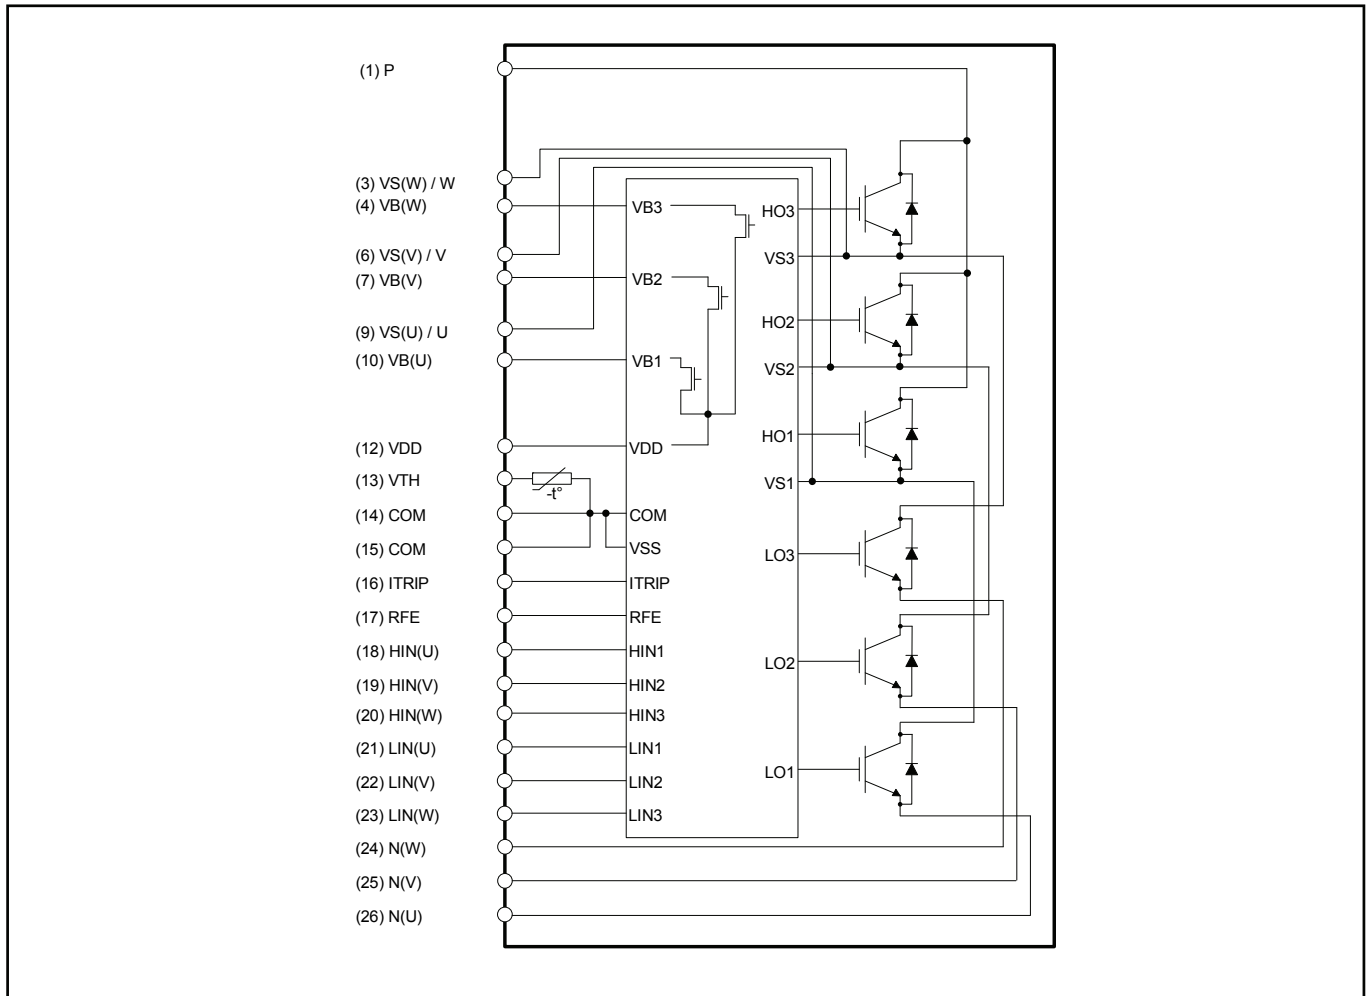 (1) P
(3) VS(W) / W
(4) VB(W)
(6) VS(V) / V
(7) VB(V)
(9) VS(U) / U
(10) VB(U)
(12) VDD
(13) VTH
(14) COM
(15) COM
(16) ITRIP
(17) RFE
(18) HIN(U)
(19) HIN(V)
(20) HIN(W)
(21) LIN(U)
(22) LIN(V)
(23) LIN(W)
(24) N(W)
(25) N(V)
(26) N(U)
-t°
VB3
VB2
VB1
VDD
COM
VSS
ITRIP
RFE
HIN1
HIN2
HIN3
LIN1
LIN2
LIN3
HO3
VS3
HO2
VS2
HO1
VS1
LO3
LO2
LO1